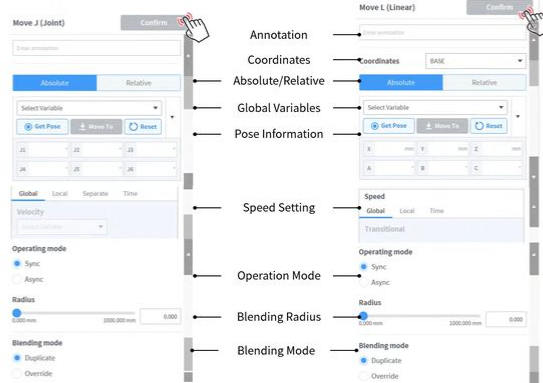 Move J (Joint)
Confirm
Enter annotation
Absolute
Relative
Select Variable
Get Pose
Move To
Reset
J1
J2
J3
J4
J5
J6
Global
Local
Separate
Time
Velocity
Select Variable
Operating mode
Sync
Async
Radius
0.000 mm
1000.000 mm
0.000
Blending mode
Duplicate
Override
Annotation
Coordinates
Absolute/Relative
Global Variables
Pose Information
Speed Setting
Operation Mode
Blending Radius
Blending Mode
Move L (Linear)
Confirm
Enter annotation
Coordinates
BASE
Absolute
Relative
Select Variable
Get Pose
Move To
Reset
X
mm
Y
mm
Z
mm
A
B
C
Speed
Global
Local
Time
Transitional
Operating mode
Sync
Async
Radius
0.000 mm
1000.000 mm
0.000
Blending mode
Duplicate
Override